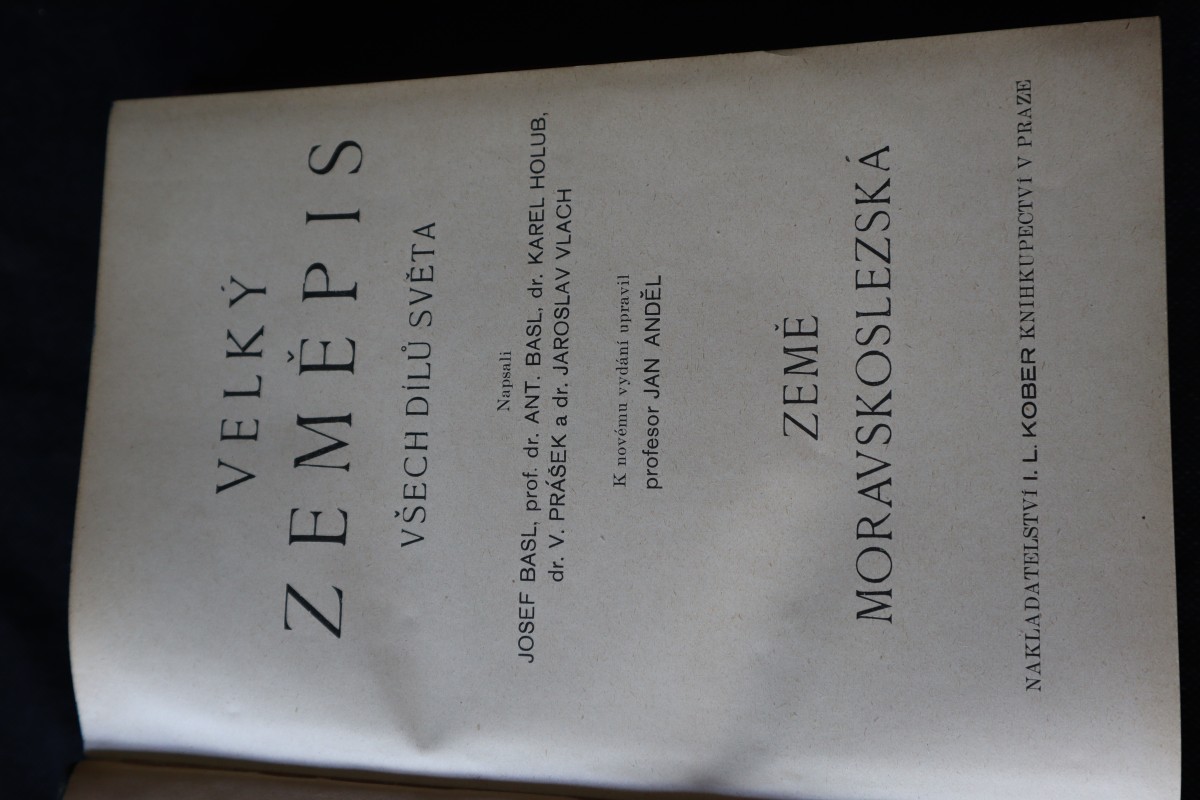 VELKÝ
ZEMĚPIS
VŠECH DÍLŮ SVĚTA
Napsali
JOSEF BASL, prof. dr. ANT. BASL, dr. KAREL HOLUB,
dr. V. PRÁŠEK a dr. JAROSLAV VLACH
K novému vydání upravil
profesor JAN ANDĚL
ZEMĚ
MORAVSKOSLEZSKÁ
NAKLADATELSTVÍ I. L. KOBER KNIHKUPECTVÍ V PRAZE